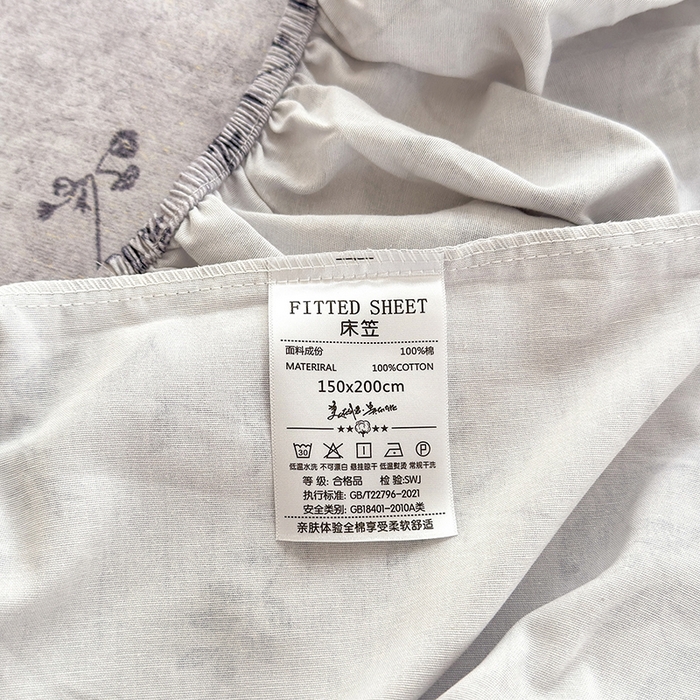 FITTED SHEET
床笠
面料成份 100%棉
MATERIRAL 100%COTTON
150x200cm
30 P
低温水洗 不可漂白 悬挂晾干 低温熨烫 常规干洗
等 级: 合格品 检 验:SWJ
执行标准: GB/T22796-2021
安全类别: GB18401-2010A类
亲肤体验全棉享受柔软舒适